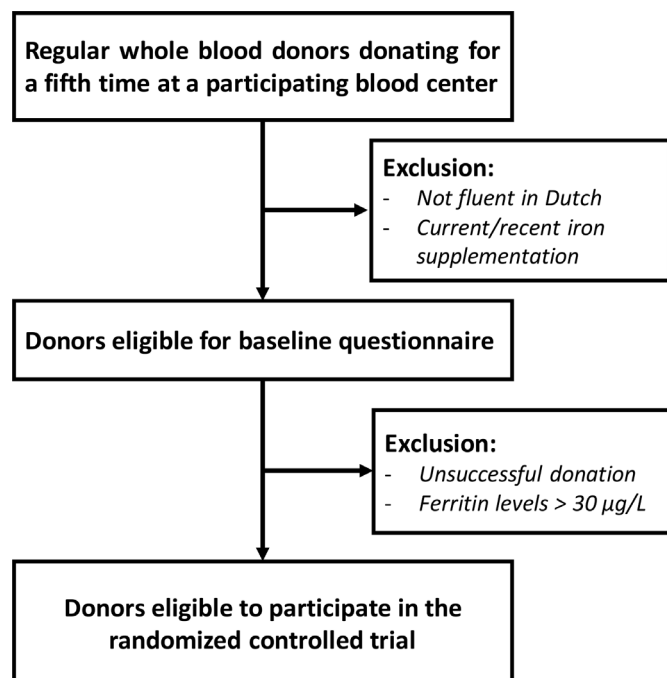 Regular whole blood donors donating for
a fifth time at a participating blood center
Exclusion:
- Not fluent in Dutch
- Current/recent iron
supplementation
Donors eligible for baseline questionnaire
Exclusion:
- Unsuccessful donation
- Ferritin levels > 30 µg/L
Donors eligible to participate in the
randomized controlled trial